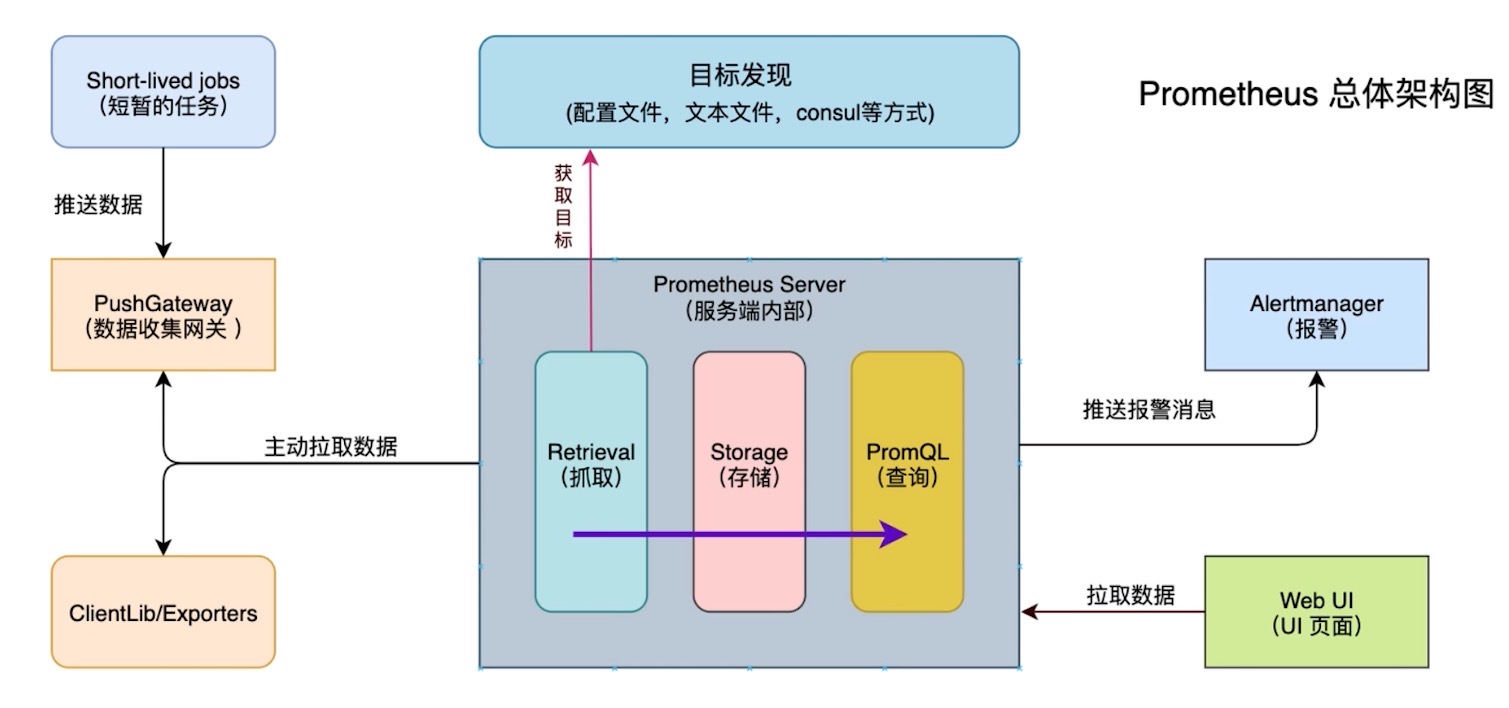 Prometheus 总体架构图
Short-lived jobs
（短暂的任务）
目标发现
(配置文件，文本文件，consul等方式)
推送数据
获取目标
PushGateway
（数据收集网关 ）
Prometheus Server
（服务端内部）
Alertmanager
（报警）
主动拉取数据
Retrieval
（抓取）
Storage
（存储）
PromQL
（查询）
推送报警消息
ClientLib/Exporters
拉取数据
Web UI
（UI 页面）